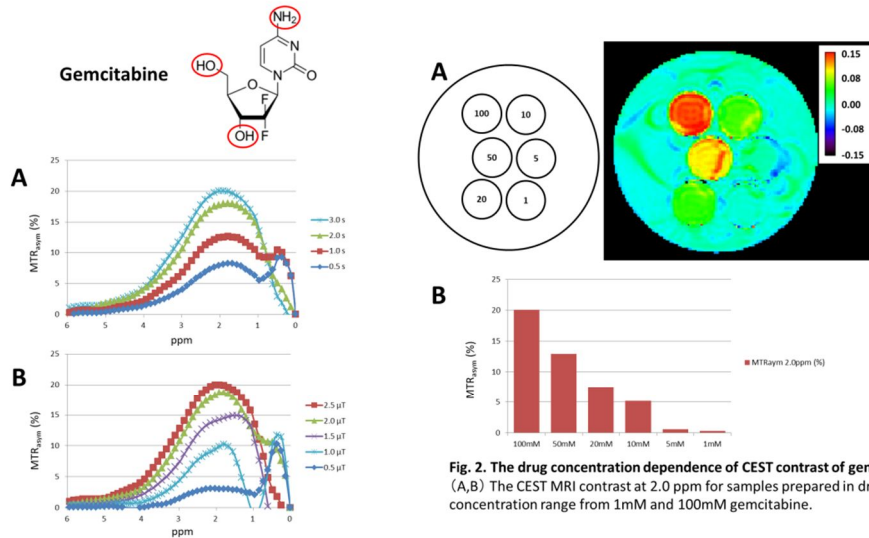 Gemcitabine
NH₂
N
N
O
HO
O
F
OH
F
A
25
20
15
10
5
0
MTRasym (%)
6 5 4 3 2 1 0
ppm
3.0 s
2.0 s
1.0 s
0.5 s
B
25
20
15
10
5
0
MTRasym (%)
6 5 4 3 2 1 0
ppm
2.5 μT
2.0 μT
1.5 μT
1.0 μT
0.5 μT
A
100 10
50 5
20 1
0.15
0.08
0.00
-0.08
-0.15
B
25
20
15
10
5
0
MTRasym (%)
100mM 50mM 20mM 10mM 5mM 1mM
MTRaym 2.0ppm (%)
Fig. 2. The drug concentration dependence of CEST contrast of gen
(A,B) The CEST MRI contrast at 2.0 ppm for samples prepared in dr
concentration range from 1mM and 100mM gemcitabine.